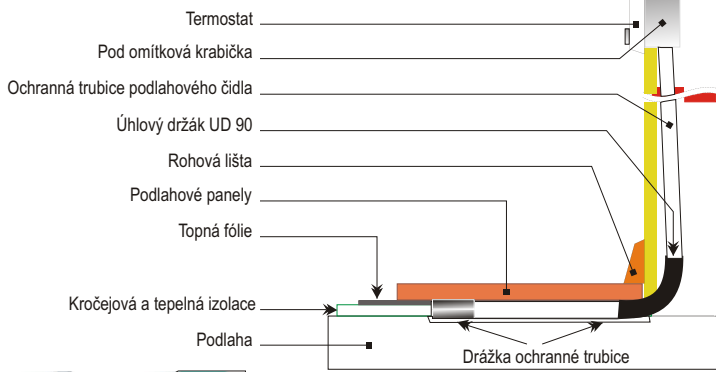 Termostat
Pod omítková krabička
Ochranná trubice podlahového čidla
Úhlový držák UD 90
Rohová lišta
Podlahové panely
Topná fólie
Kročejová a tepelná izolace
Podlaha
Drážka ochranné trubice